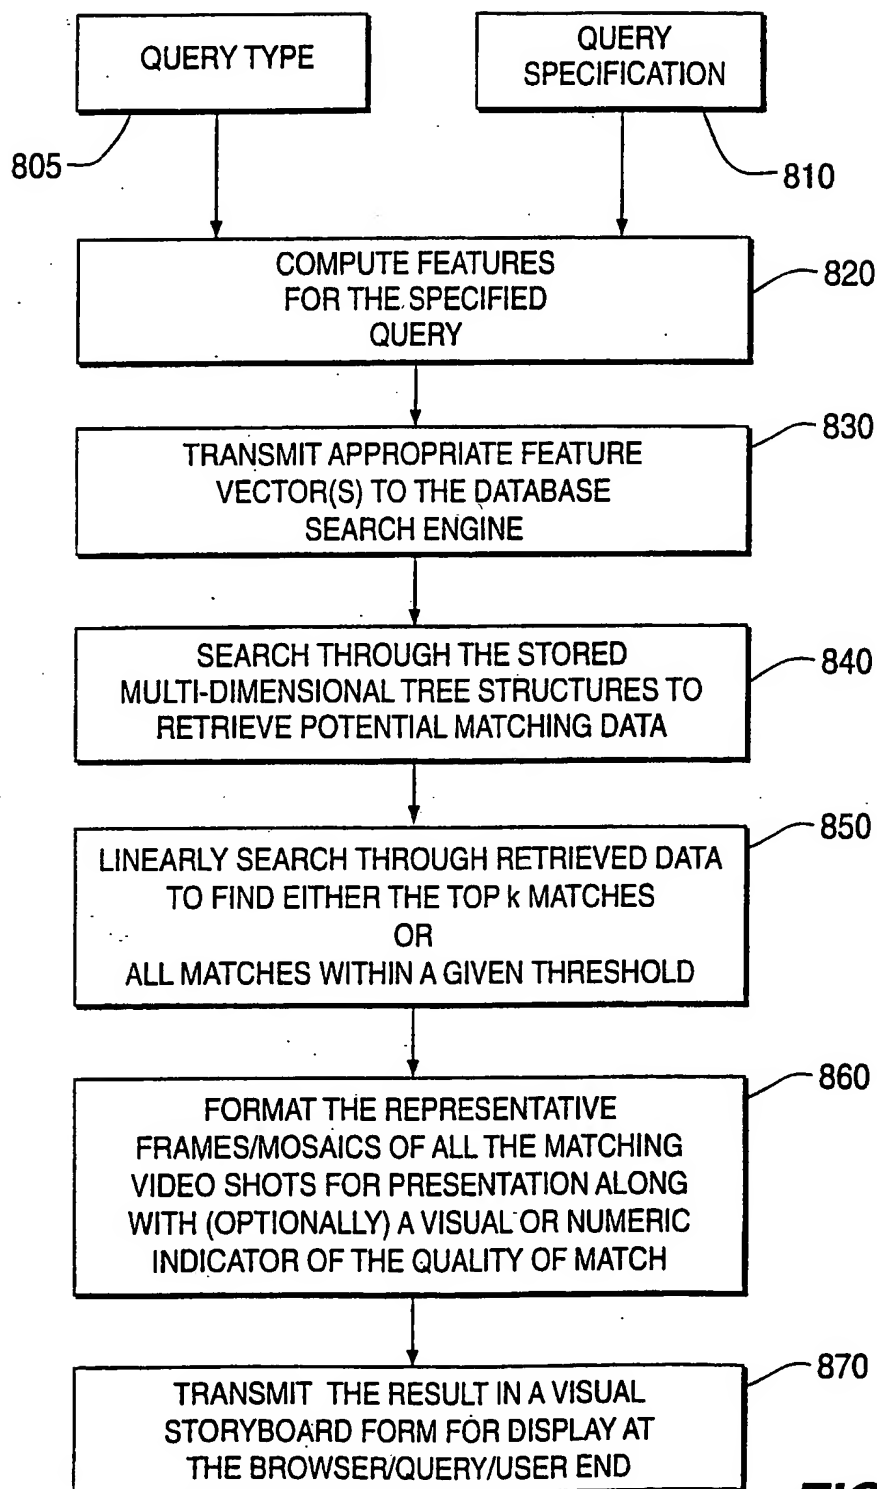 QUERY TYPE
QUERY
SPECIFICATION
805
810
COMPUTE FEATURES
FOR THE SPECIFIED
QUERY
820
TRANSMIT APPROPRIATE FEATURE
VECTOR(S) TO THE DATABASE
SEARCH ENGINE
830
SEARCH THROUGH THE STORED
MULTI-DIMENSIONAL TREE STRUCTURES TO
RETRIEVE POTENTIAL MATCHING DATA
840
LINEARLY SEARCH THROUGH RETRIEVED DATA
TO FIND EITHER THE TOP k MATCHES
OR
ALL MATCHES WITHIN A GIVEN THRESHOLD
850
FORMAT THE REPRESENTATIVE
FRAMES/MOSAICS OF ALL THE MATCHING
VIDEO SHOTS FOR PRESENTATION ALONG
WITH (OPTIONALLY) A VISUAL OR NUMERIC
INDICATOR OF THE QUALITY OF MATCH
860
TRANSMIT THE RESULT IN A VISUAL
STORYBOARD FORM FOR DISPLAY AT
THE BROWSER/QUERY/USER END
870